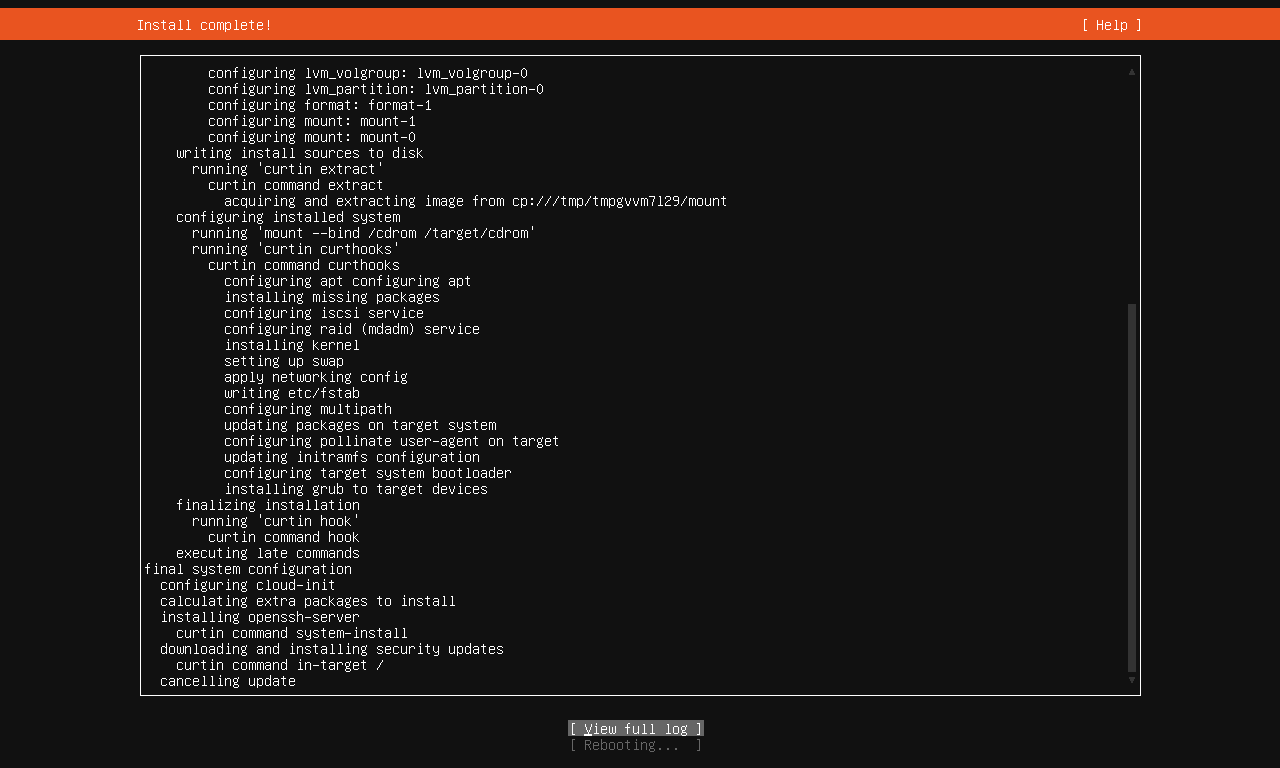 Install complete!
[ Help ]
configuring lvm_volgroup: lvm_volgroup-0
configuring lvm_partition: lvm_partition-0
configuring format: format-1
configuring mount: mount-1
configuring mount: mount-0
writing install sources to disk
running 'curtin extract'
curtin command extract
acquiring and extracting image from cp:///tmp/tmpgvvm7129/mount
configuring installed system
running 'mount --bind /cdrom /target/cdrom'
running 'curtin curthooks'
curtin command curthooks
configuring apt configuring apt
installing missing packages
configuring iscsi service
configuring raid (mdadm) service
installing kernel
setting up swap
apply networking config
writing etc/fstab
configuring multipath
updating packages on target system
configuring pollinate user-agent on target
updating initramfs configuration
configuring target system bootloader
installing grub to target devices
finalizing installation
running 'curtin hook'
curtin command hook
executing late commands
final system configuration
configuring cloud-init
calculating extra packages to install
installing openssh-server
curtin command system-install
downloading and installing security updates
curtin command in-target /
cancelling update
[ View full log ]
[ Rebooting... ]